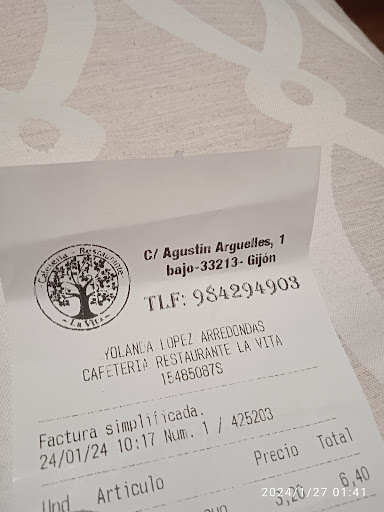 Cafetería Restaurante
La Vita
C/ Agustín Arguelles, 1
bajo-33213- Gijón
TLF: 984294903
YOLANDA LOPEZ ARREDONDAS
CAFETERIA RESTAURANTE LA VITA
15485087S
Factura simplificada.
24/01/24 10:17 Num. 1 / 425203
Und Articulo Precio Total
3,20 6,40
2024/1/27 01:41